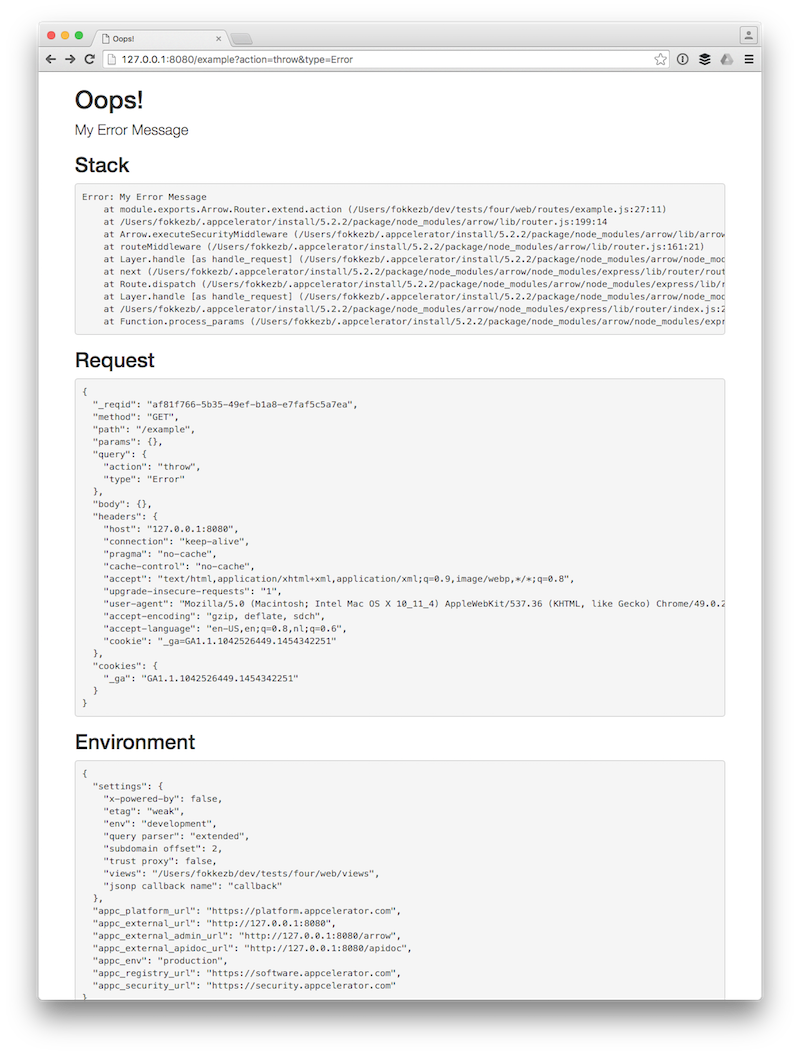 Oops!
127.0.0.1:8080/example?action=throw&type=Error
Oops!
My Error Message
Stack
Error: My Error Message
    at module.exports.Arrow.Router.extend.action (/Users/fokkezb/dev/tests/four/web/routes/example.js:27:11)
    at /Users/fokkezb/.appcelerator/install/5.2.2/package/node_modules/arrow/lib/router.js:199:14
    at Arrow.executeSecurityMiddleware (/Users/fokkezb/.appcelerator/install/5.2.2/package/node_modules/arrow/lib/arrow
    at routeMiddleware (/Users/fokkezb/.appcelerator/install/5.2.2/package/node_modules/arrow/lib/router.js:161:21)
    at Layer.handle [as handle_request] (/Users/fokkezb/.appcelerator/install/5.2.2/package/node_modules/arrow/node_mod
    at next (/Users/fokkezb/.appcelerator/install/5.2.2/package/node_modules/arrow/node_modules/express/lib/router/rout
    at Route.dispatch (/Users/fokkezb/.appcelerator/install/5.2.2/package/node_modules/arrow/node_modules/express/lib/r
    at Layer.handle [as handle_request] (/Users/fokkezb/.appcelerator/install/5.2.2/package/node_modules/arrow/node_mod
    at /Users/fokkezb/.appcelerator/install/5.2.2/package/node_modules/arrow/node_modules/express/lib/router/index.js:2
    at Function.process_params (/Users/fokkezb/.appcelerator/install/5.2.2/package/node_modules/arrow/node_modules/expr
Request
{
  "_reqid": "af81f766-5b35-49ef-b1a8-e7faf5c5a7ea",
  "method": "GET",
  "path": "/example",
  "params": {},
  "query": {
    "action": "throw",
    "type": "Error"
  },
  "body": {},
  "headers": {
    "host": "127.0.0.1:8080",
    "connection": "keep-alive",
    "pragma": "no-cache",
    "cache-control": "no-cache",
    "accept": "text/html,application/xhtml+xml,application/xml;q=0.9,image/webp,*/*;q=0.8",
    "upgrade-insecure-requests": "1",
    "user-agent": "Mozilla/5.0 (Macintosh; Intel Mac OS X 10_11_4) AppleWebKit/537.36 (KHTML, like Gecko) Chrome/49.0.2
    "accept-encoding": "gzip, deflate, sdch",
    "accept-language": "en-US,en;q=0.8,nl;q=0.6",
    "cookie": "_ga=GA1.1.1042526449.1454342251"
  },
  "cookies": {
    "_ga": "GA1.1.1042526449.1454342251"
  }
}
Environment
{
  "settings": {
    "x-powered-by": false,
    "etag": "weak",
    "env": "development",
    "query parser": "extended",
    "subdomain offset": 2,
    "trust proxy": false,
    "views": "/Users/fokkezb/dev/tests/four/web/views",
    "jsonp callback name": "callback"
  },
  "appc_platform_url": "https://platform.appcelerator.com",
  "appc_external_url": "http://127.0.0.1:8080",
  "appc_external_admin_url": "http://127.0.0.1:8080/arrow",
  "appc_external_apidoc_url": "http://127.0.0.1:8080/apidoc",
  "appc_env": "production",
  "appc_registry_url": "https://software.appcelerator.com",
  "appc_security_url": "https://security.appcelerator.com"
}